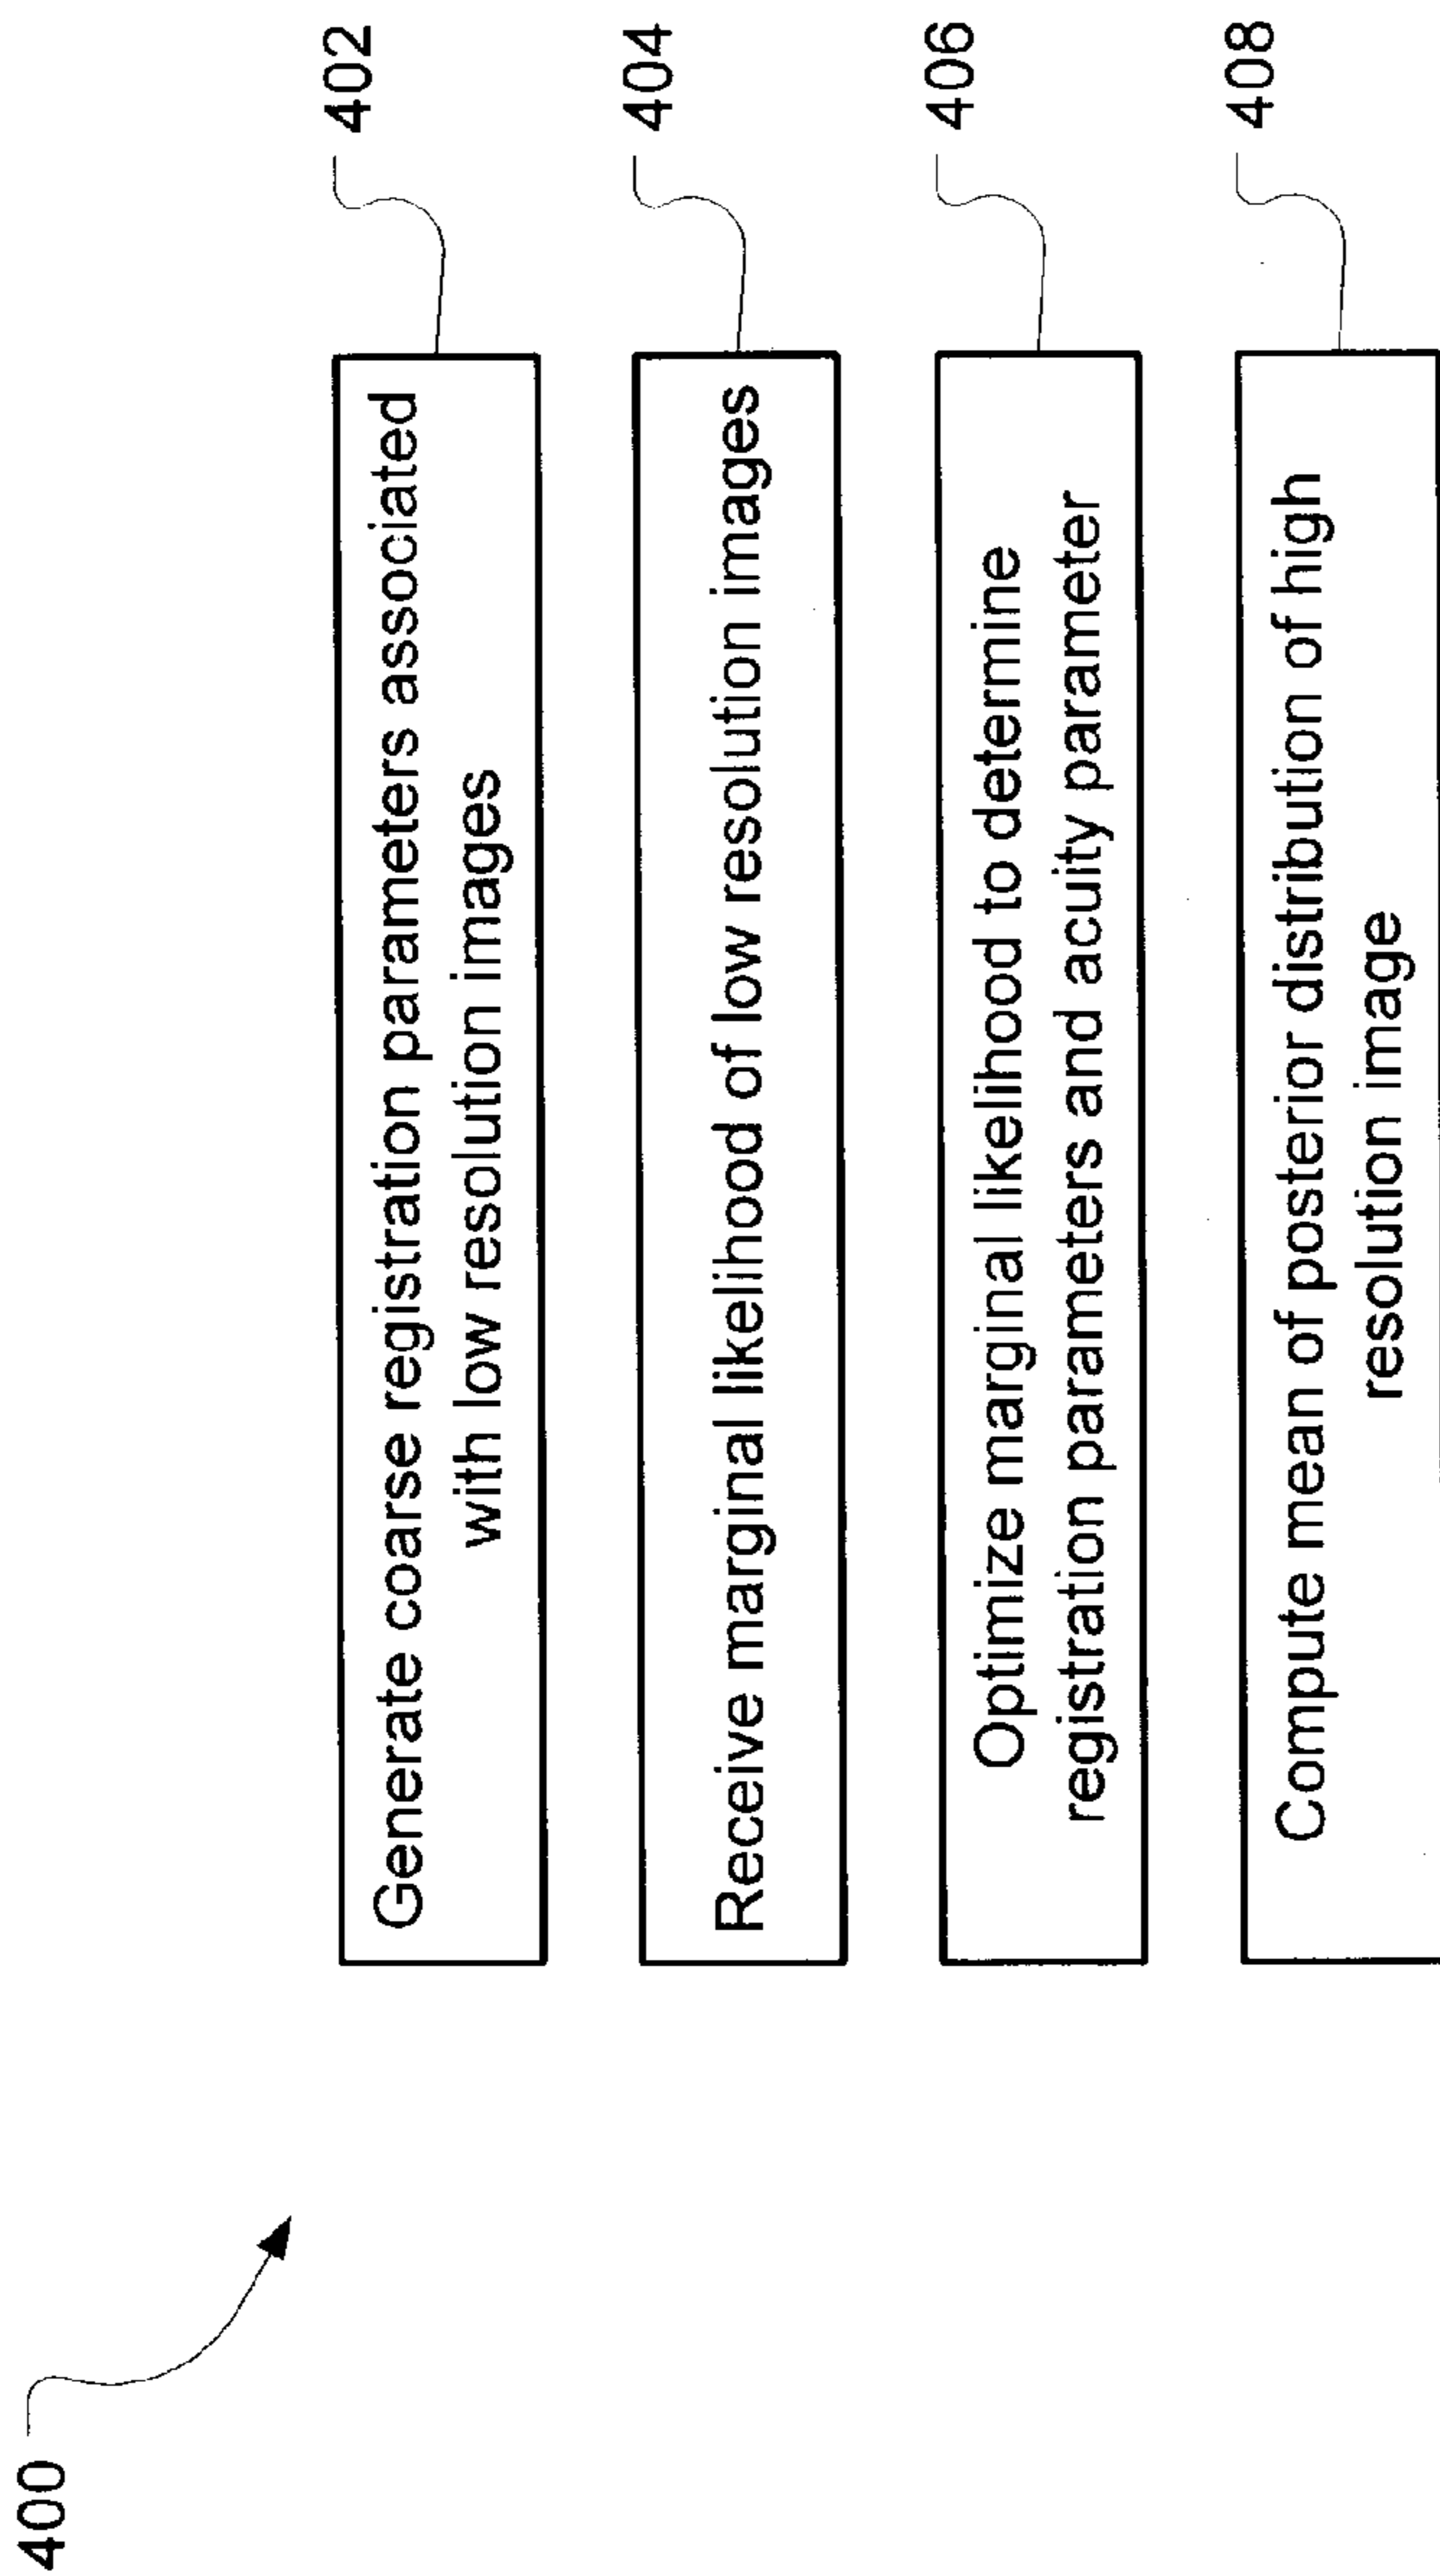 400
Generate coarse registration parameters associated
with low resolution images
402
Receive marginal likelihood of low resolution images
404
Optimize marginal likelihood to determine
registration parameters and acuity parameter
406
Compute mean of posterior distribution of high
resolution image
408